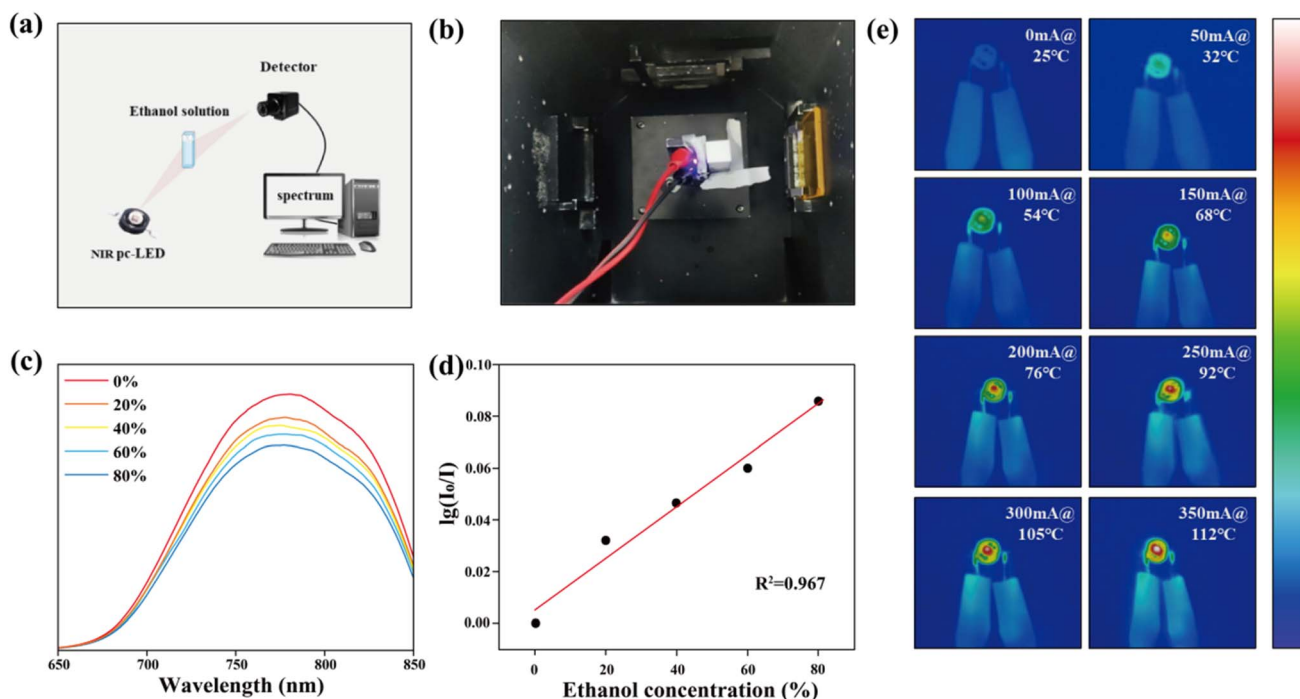 (a)
Detector
Ethanol solution
spectrum
NIR pc-LED
(b)
(c)
0%
20%
40%
60%
80%
650
700
750
800
850
Wavelength (nm)
(d)
lg(I₀/I)
0.10
0.08
0.06
0.04
0.02
0.00
R²=0.967
0
20
40
60
80
Ethanol concentration (%)
(e)
0mA@
25℃
50mA@
32℃
100mA@
54℃
150mA@
68℃
200mA@
76℃
250mA@
92℃
300mA@
105℃
350mA@
112℃